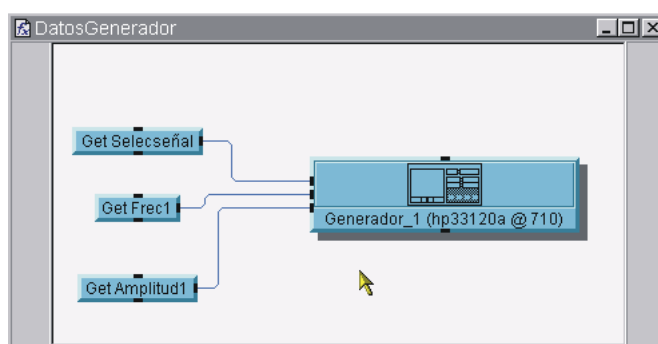 DatosGenerador
Get Selecseñal
Get Frec1
Generador_1 (hp33120a @ 710)
Get Amplitud1